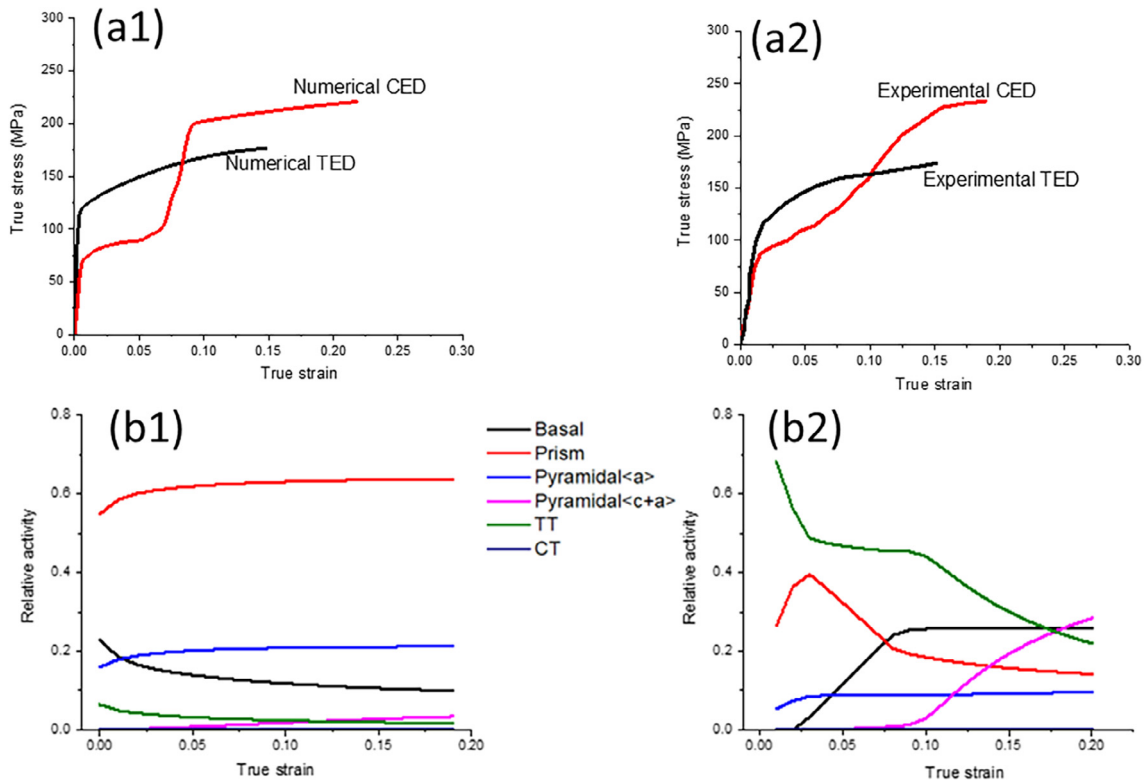 (a1)
300
250
200
150
100
50
0
True stress (MPa)
Numerical CED
Numerical TED
0.00 0.05 0.10 0.15 0.20 0.25 0.30
True strain
(a2)
300
250
200
150
100
50
0
True stress (MPa)
Experimental CED
Experimental TED
0.00 0.05 0.10 0.15 0.20 0.25 0.30
True strain
(b1)
0.8
0.6
0.4
0.2
0.0
Relative activity
0.00 0.05 0.10 0.15 0.20
True strain
Basal
Prism
Pyramidal<a>
Pyramidal<c+a>
TT
CT
(b2)
0.8
0.6
0.4
0.2
0.0
Relative activity
0.00 0.05 0.10 0.15 0.20
True strain